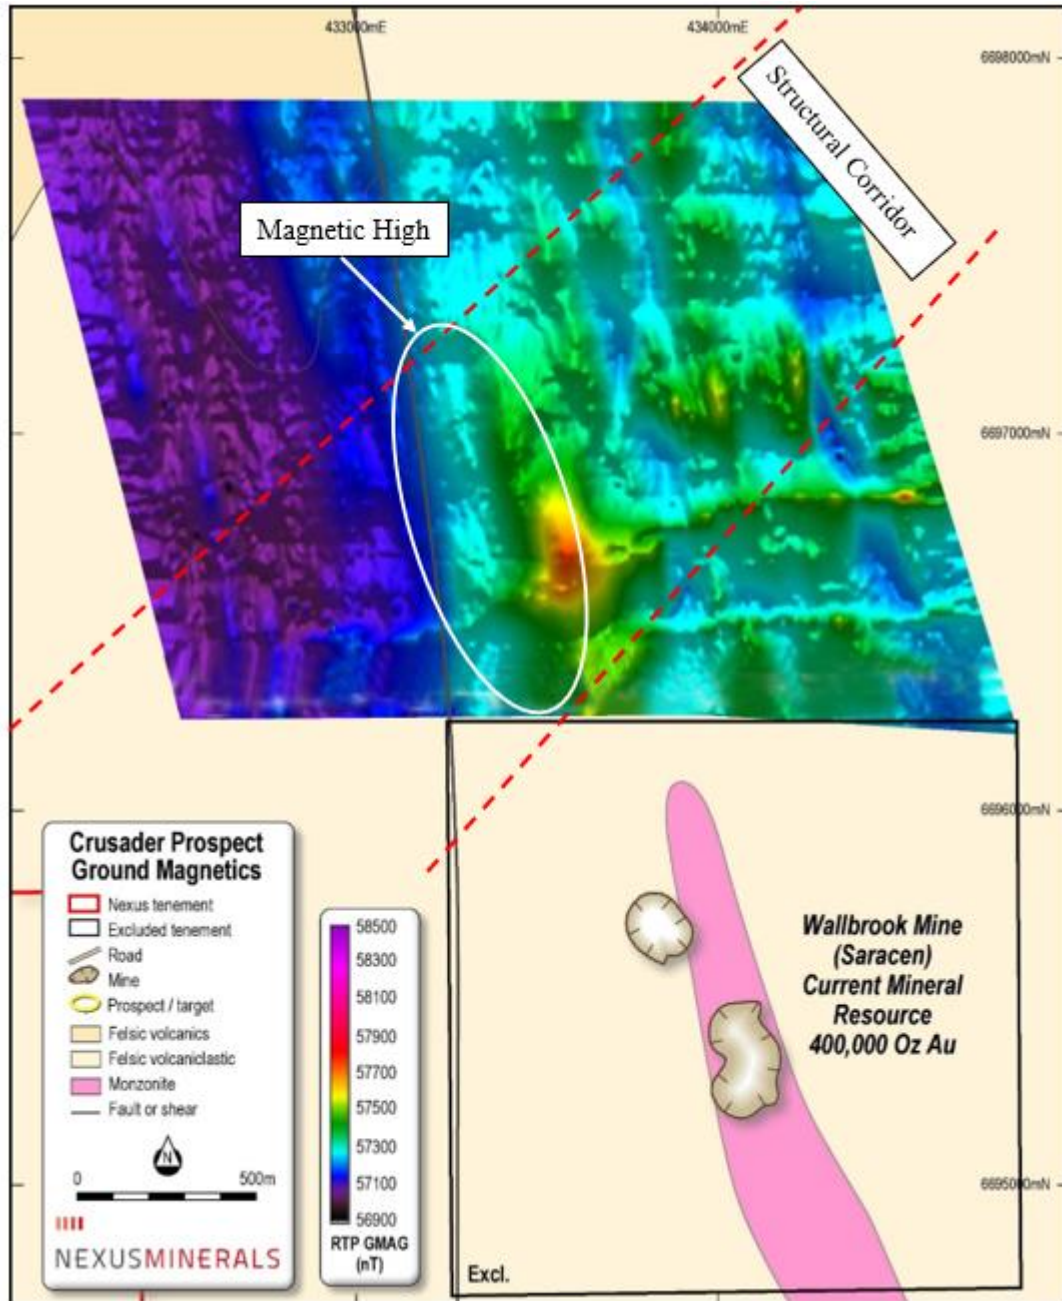 433000mE
434000mE
6698000mN
Structural Corridor
Magnetic High
6697000mN
6696000mN
Crusader Prospect
Ground Magnetics
Nexus tenement
Excluded tenement
Road
Mine
Prospect / target
Felsic volcanics
Felsic volcaniclastic
Monzonite
Fault or shear
N
0
500m
NEXUSMINERALS
58500
58300
58100
57900
57700
57500
57300
57100
56900
RTP GMAG
(nT)
Wallbrook Mine
(Saracen)
Current Mineral
Resource
400,000 Oz Au
6695000mN
Excl.